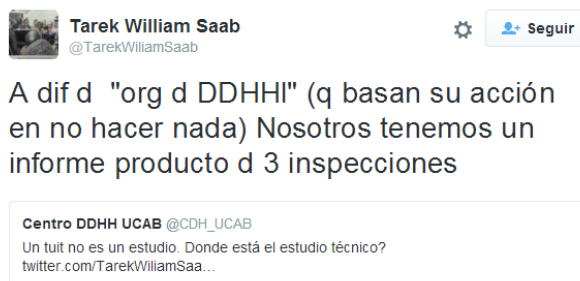 Tarek William Saab
@TarekWiliamSaab
Seguir
A dif d "org d DDHHI" (q basan su acción
en no hacer nada) Nosotros tenemos un
informe producto d 3 inspecciones
Centro DDHH UCAB @CDH_UCAB
Un tuit no es un estudio. Donde está el estudio técnico?
twitter.com/TarekWiliamSaa...